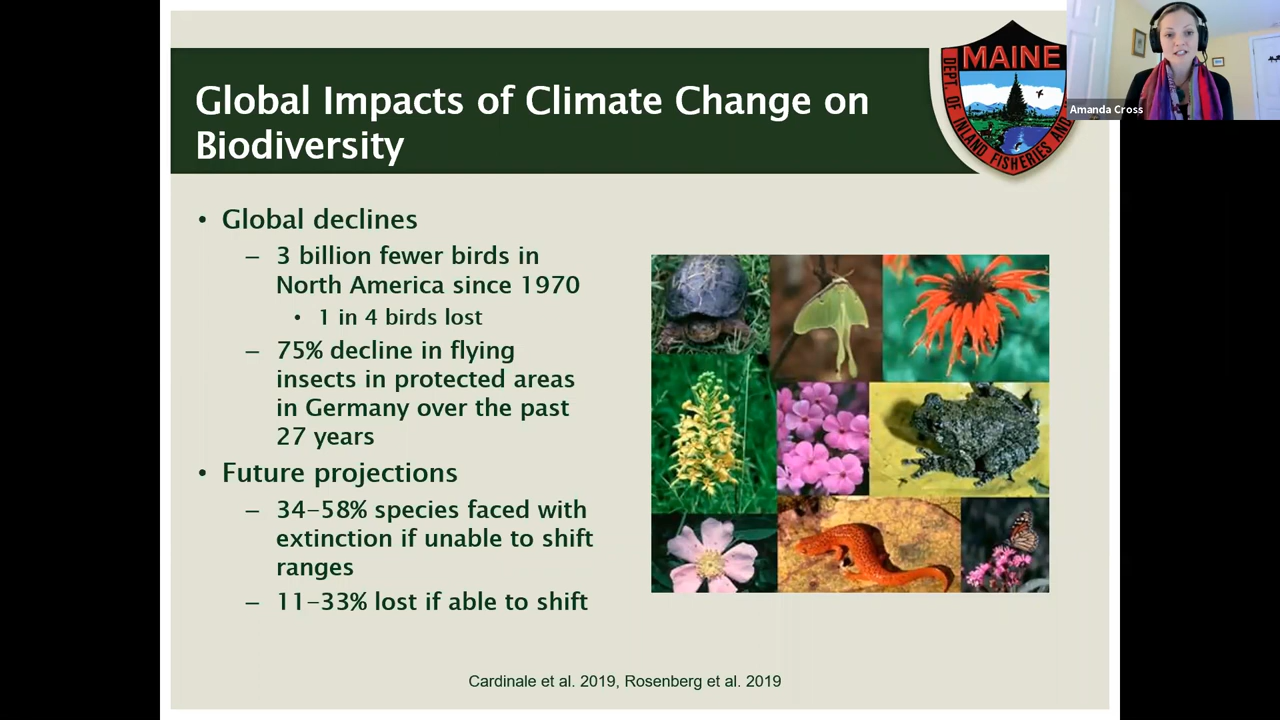 Global Impacts of Climate Change on
Biodiversity
MAINE
DEPT. OF INLAND FISHERIES AND
Amanda Cross
• Global declines
– 3 billion fewer birds in
North America since 1970
• 1 in 4 birds lost
– 75% decline in flying
insects in protected areas
in Germany over the past
27 years
• Future projections
– 34–58% species faced with
extinction if unable to shift
ranges
– 11–33% lost if able to shift
Cardinale et al. 2019, Rosenberg et al. 2019